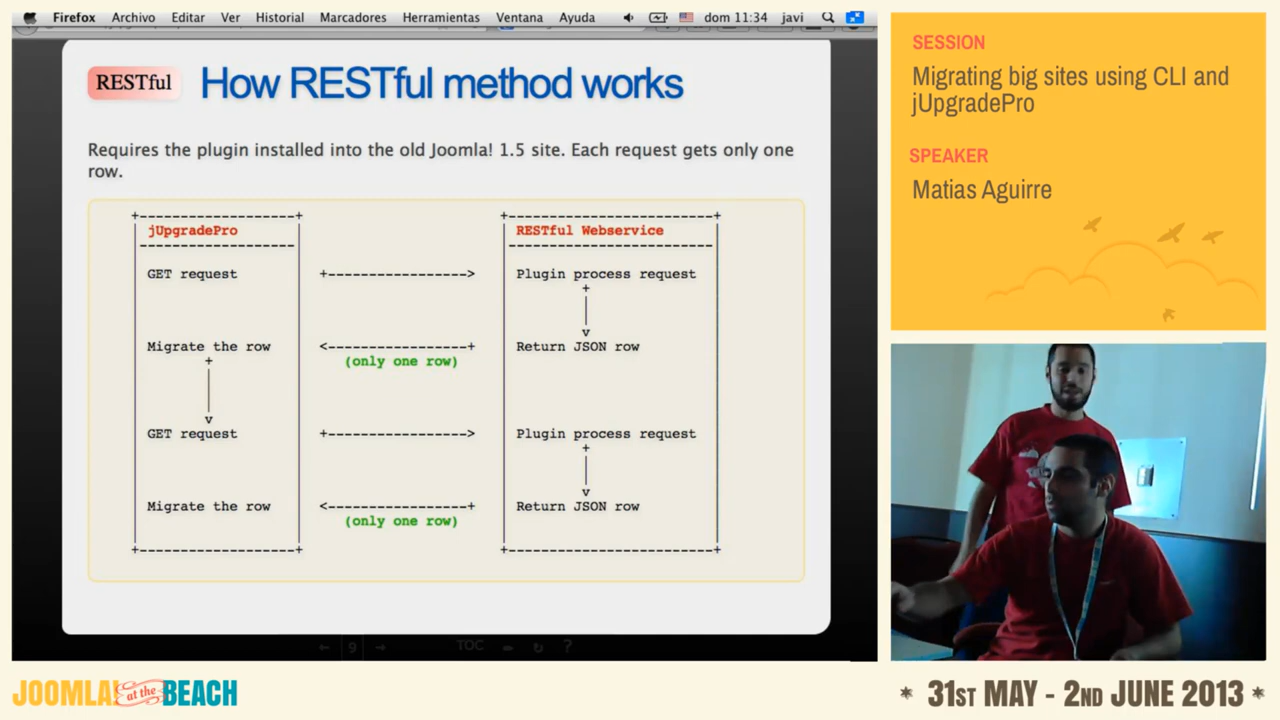 Firefox Archivo Editar Ver Historial Marcadores Herramientas Ventana Ayuda dom 11:34 javi
RESTful How RESTful method works
Requires the plugin installed into the old Joomla! 1.5 site. Each request gets only one
row.
jUpgradePro RESTful Webservice
GET request Plugin process request
Migrate the row Return JSON row
(only one row)
GET request Plugin process request
Migrate the row Return JSON row
(only one row)
9 TOC ?
SESSION
Migrating big sites using CLI and
jUpgradePro
SPEAKER
Matias Aguirre
JOOMLA! at the BEACH
* 31ST MAY - 2ND JUNE 2013 *